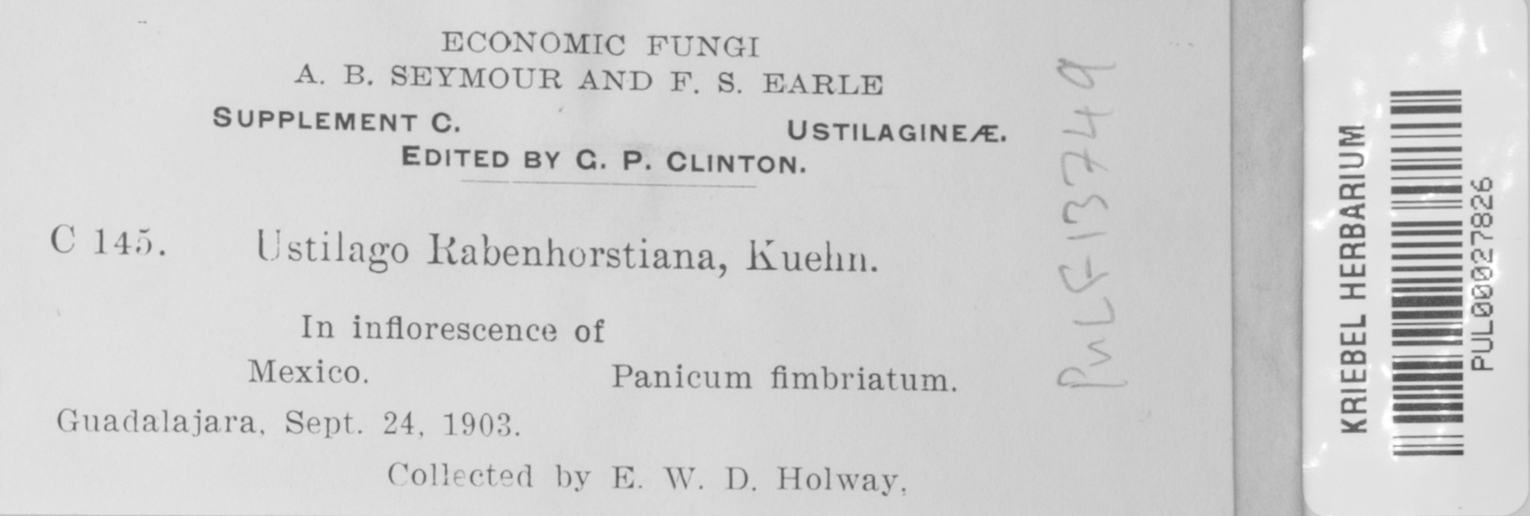 ECONOMIC FUNGI
A. B. SEYMOUR AND F. S. EARLE
SUPPLEMENT C. USTILAGINEÆ.
EDITED BY G. P. CLINTON.
C 145. Ustilago Rabenhorstiana, Kuehn.
In inflorescence of
Mexico. Panicum fimbriatum.
Guadalajara, Sept. 24, 1903.
Collected by E. W. D. Holway,
PULF13749
KRIEBEL HERBARIUM
PUL00027826